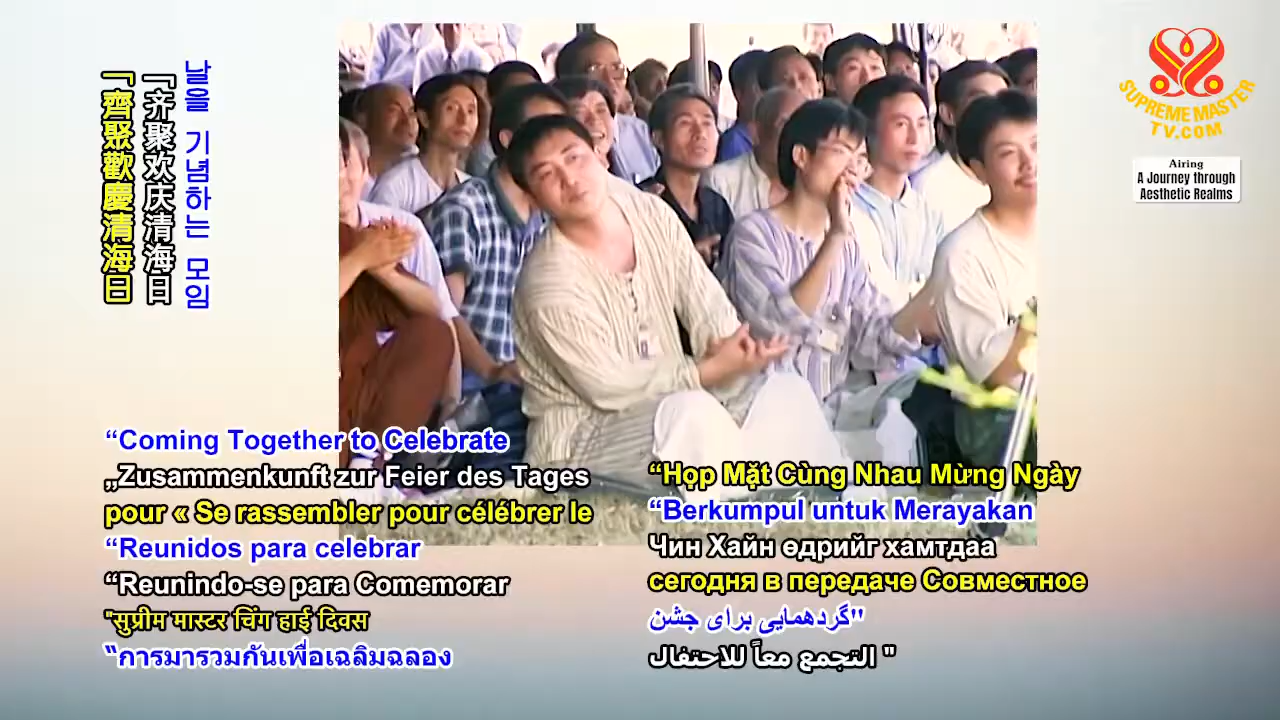 「齊聚歡慶清海日
「齐聚欢庆清海日
날을 기념하는 모임
SUPREME MASTER
TV.COM
Airing
A Journey through
Aesthetic Realms
“Coming Together to Celebrate
„Zusammenkunft zur Feier des Tages
pour « Se rassembler pour célébrer le
“Reunidos para celebrar
“Reunindo-se para Comemorar
"सुप्रीम मास्टर चिंग हाई दिवस
“การมารวมกันเพื่อเฉลิมฉลอง
“Họp Mặt Cùng Nhau Mừng Ngày
“Berkumpul untuk Merayakan
Чин Хайн өдрийг хамтдаа
сегодня в передаче Совместное
"گردهمایی برای جشن
" التجمع معاً للاحتفال